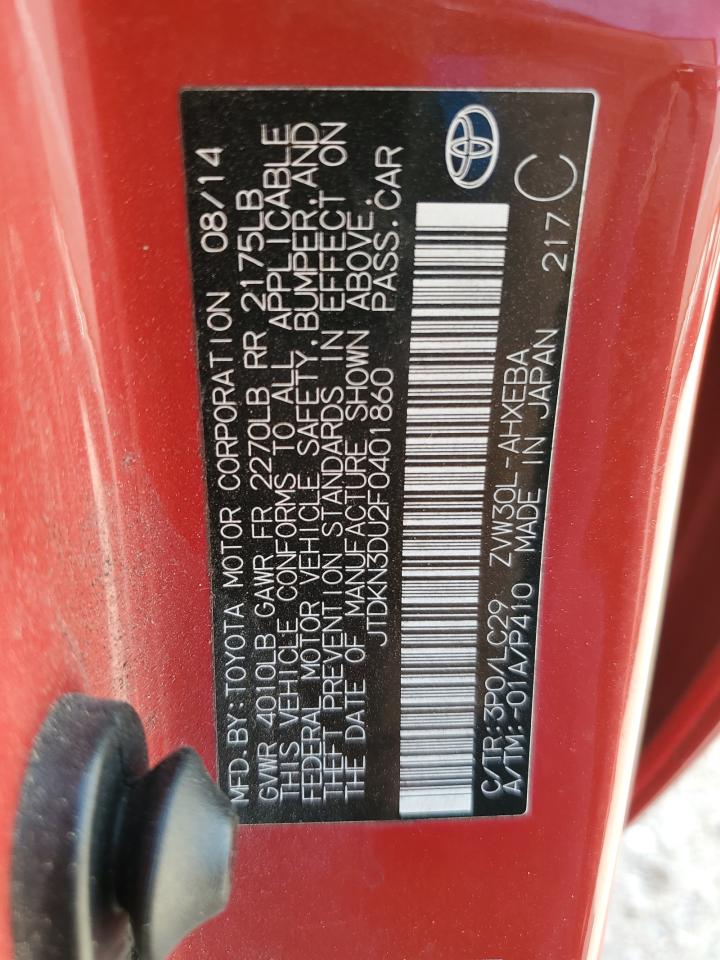 MFD. BY: TOYOTA MOTOR CORPORATION 08/14
GVWR 4010LB GAWR FR 2270LB RR 2175LB
THIS VEHICLE CONFORMS TO ALL APPLICABLE
FEDERAL MOTOR VEHICLE SAFETY, BUMPER, AND
THEFT PREVENTION STANDARDS IN EFFECT ON
THE DATE OF MANUFACTURE SHOWN ABOVE.
JTDKN3DU2F0401860 PASS. CAR
C/TR: 3P0/LC29 ZVW30L-AHXEBA
A/TM: -01A/P410 MADE IN JAPAN 217 C